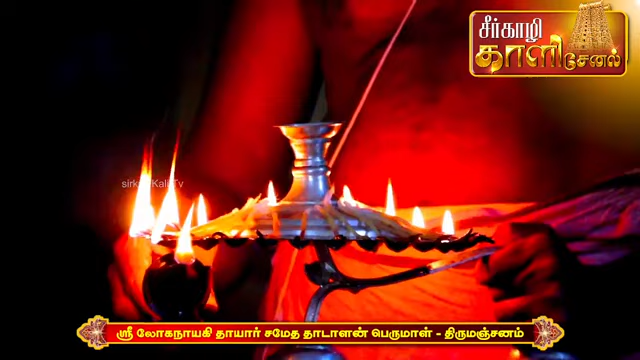 சீர்காழி
காளி சேனல்
ஸ்ரீ லோகநாயகி தாயார் சமேத தாடாளன் பெருமாள் - திருமஞ்சனம்